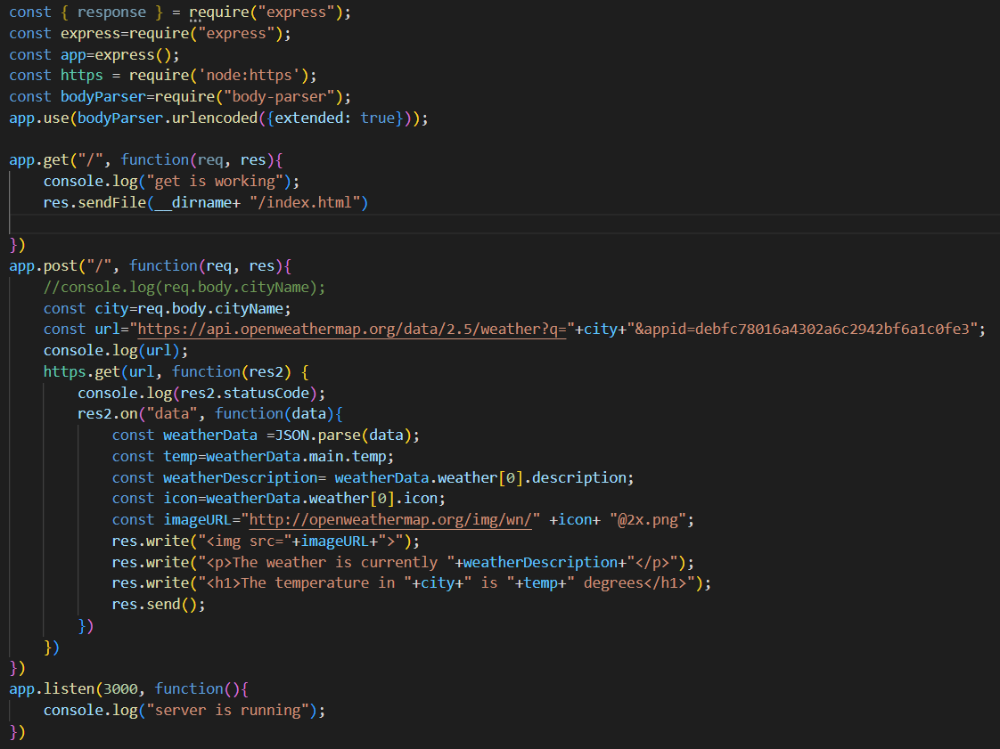 const { response } = require("express");
const express=require("express");
const app=express();
const https = require('node:https');
const bodyParser=require("body-parser");
app.use(bodyParser.urlencoded({extended: true}));
app.get("/", function(req, res){
    console.log("get is working");
    res.sendFile(__dirname+ "/index.html")
})
app.post("/", function(req, res){
    //console.log(req.body.cityName);
    const city=req.body.cityName;
    const url="https://api.openweathermap.org/data/2.5/weather?q="+city+"&appid=debfc78016a4302a6c2942bf6a1c0fe3";
    console.log(url);
    https.get(url, function(res2) {
        console.log(res2.statusCode);
        res2.on("data", function(data){
            const weatherData =JSON.parse(data);
            const temp=weatherData.main.temp;
            const weatherDescription= weatherData.weather[0].description;
            const icon=weatherData.weather[0].icon;
            const imageURL="http://openweathermap.org/img/wn/" +icon+ "@2x.png";
            res.write("<img src="+imageURL+">");
            res.write("<p>The weather is currently "+weatherDescription+"</p>");
            res.write("<h1>The temperature in "+city+" is "+temp+" degrees</h1>");
            res.send();
        })
    })
})
app.listen(3000, function(){
    console.log("server is running");
})